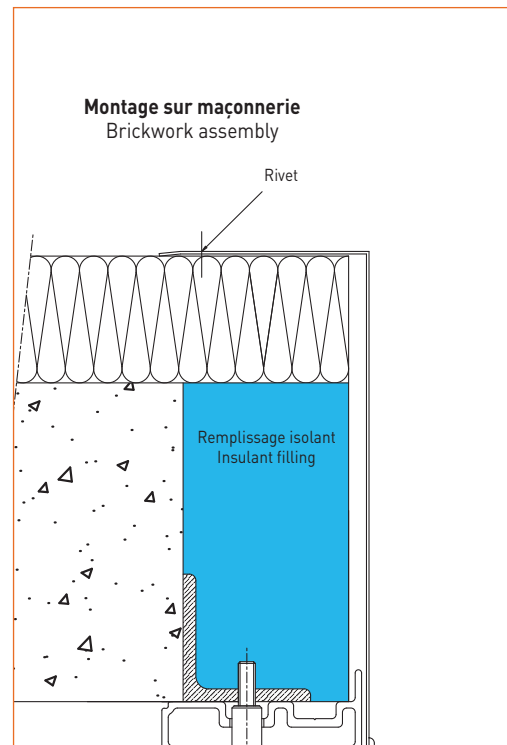 Montage sur maçonnerie
Brickwork assembly
Rivet
Remplissage isolant
Insulant filling